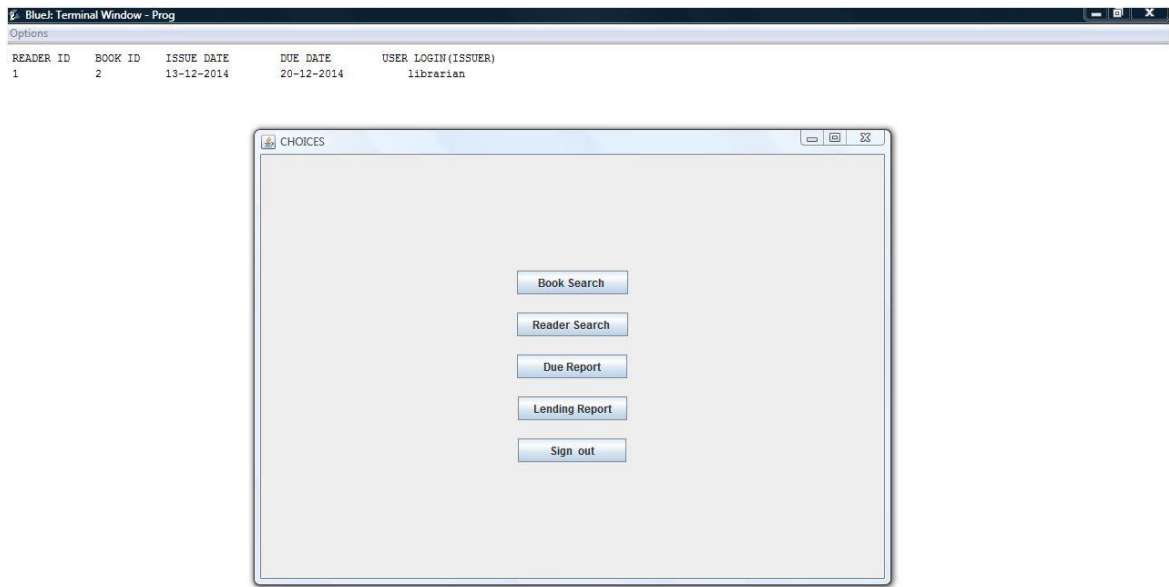 BlueJ: Terminal Window - Prog
Options
READER ID BOOK ID ISSUE DATE DUE DATE USER LOGIN(ISSUER)
1 2 13-12-2014 20-12-2014 librarian
CHOICES
Book Search
Reader Search
Due Report
Lending Report
Sign out